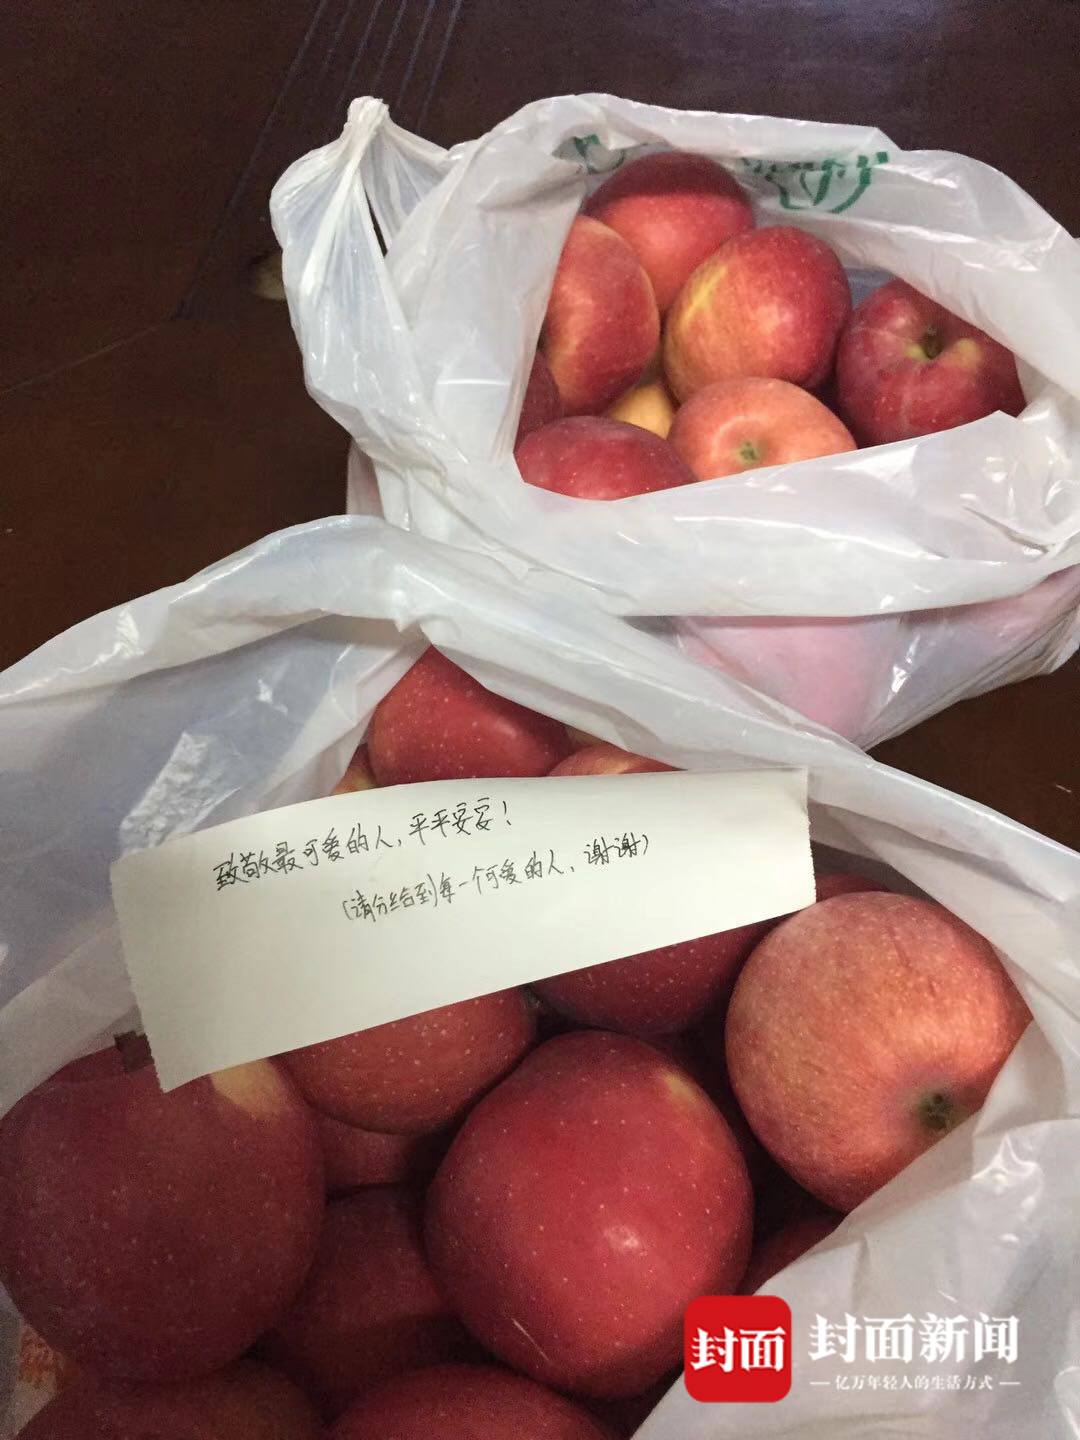 致敬最可爱的人,平平安安!
(请分给到每一个可爱的人、谢谢)
封面
封面新闻
亿万年轻人的生活方式